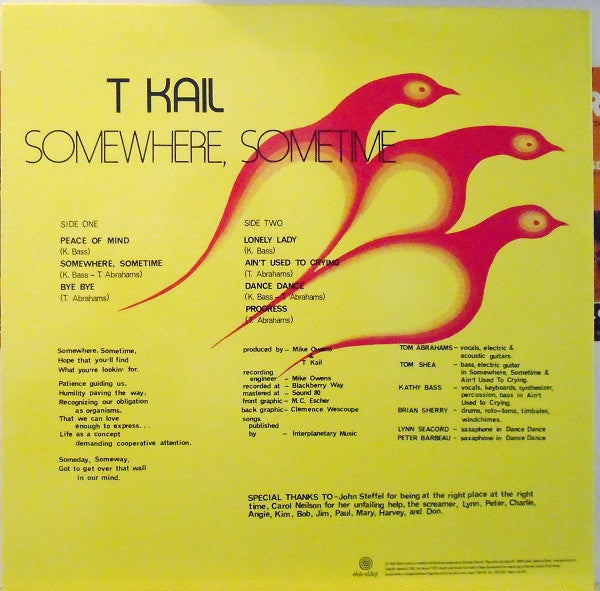 T KAIL
SOMEWHERE, SOMETIME
SIDE ONE
PEACE OF MIND
(K. Bass)
SOMEWHERE, SOMETIME
(K. Bass – T. Abrahams)
BYE BYE
(T. Abrahams)
SIDE TWO
LONELY LADY
(K. Bass)
AIN'T USED TO CRYING
(T. Abrahams)
DANCE DANCE
(K. Bass – T. Abrahams)
PROGRESS
(T. Abrahams)
Somewhere, Sometime,
Hope that you'll find
What you're lookin' for.
Patience guiding us,
Humility paving the way,
Recognizing our obligation
as organisms.
That we can love
enough to express...
Life as a concept
demanding cooperative attention.
Someday, Someway,
Got to get over that wall
in our mind.
produced by – Mike Owens
&
T Kail
recording
engineer – Mike Owens
recorded at – Blackberry Way
mastered at – Sound 80
front graphic – M.C. Escher
back graphic – Clemence Wescoupe
songs
published
by – Interplanetary Music
TOM ABRAHAMS – vocals, electric &
acoustic guitars.
TOM SHEA – bass, electric guitar
in Somewhere, Sometime &
Ain't Used To Crying.
KATHY BASS – vocals, keyboards, synthesizer,
percussion, bass in Ain't
Used to Crying
BRIAN SHERRY – drums, roto-toms, timbales,
windchimes.
LYNN SEACORD – saxaphone in Dance Dance
PETER BARBEAU – saxaphone in Dance Dance
SPECIAL THANKS TO – John Steffel for being at the right place at the right
time, Carol Neilson for her unfailing help, the screamer, Lynn, Peter, Charlie,
Angie, Kim, Bob, Jim, Paul, Mary, Harvey, and Don.